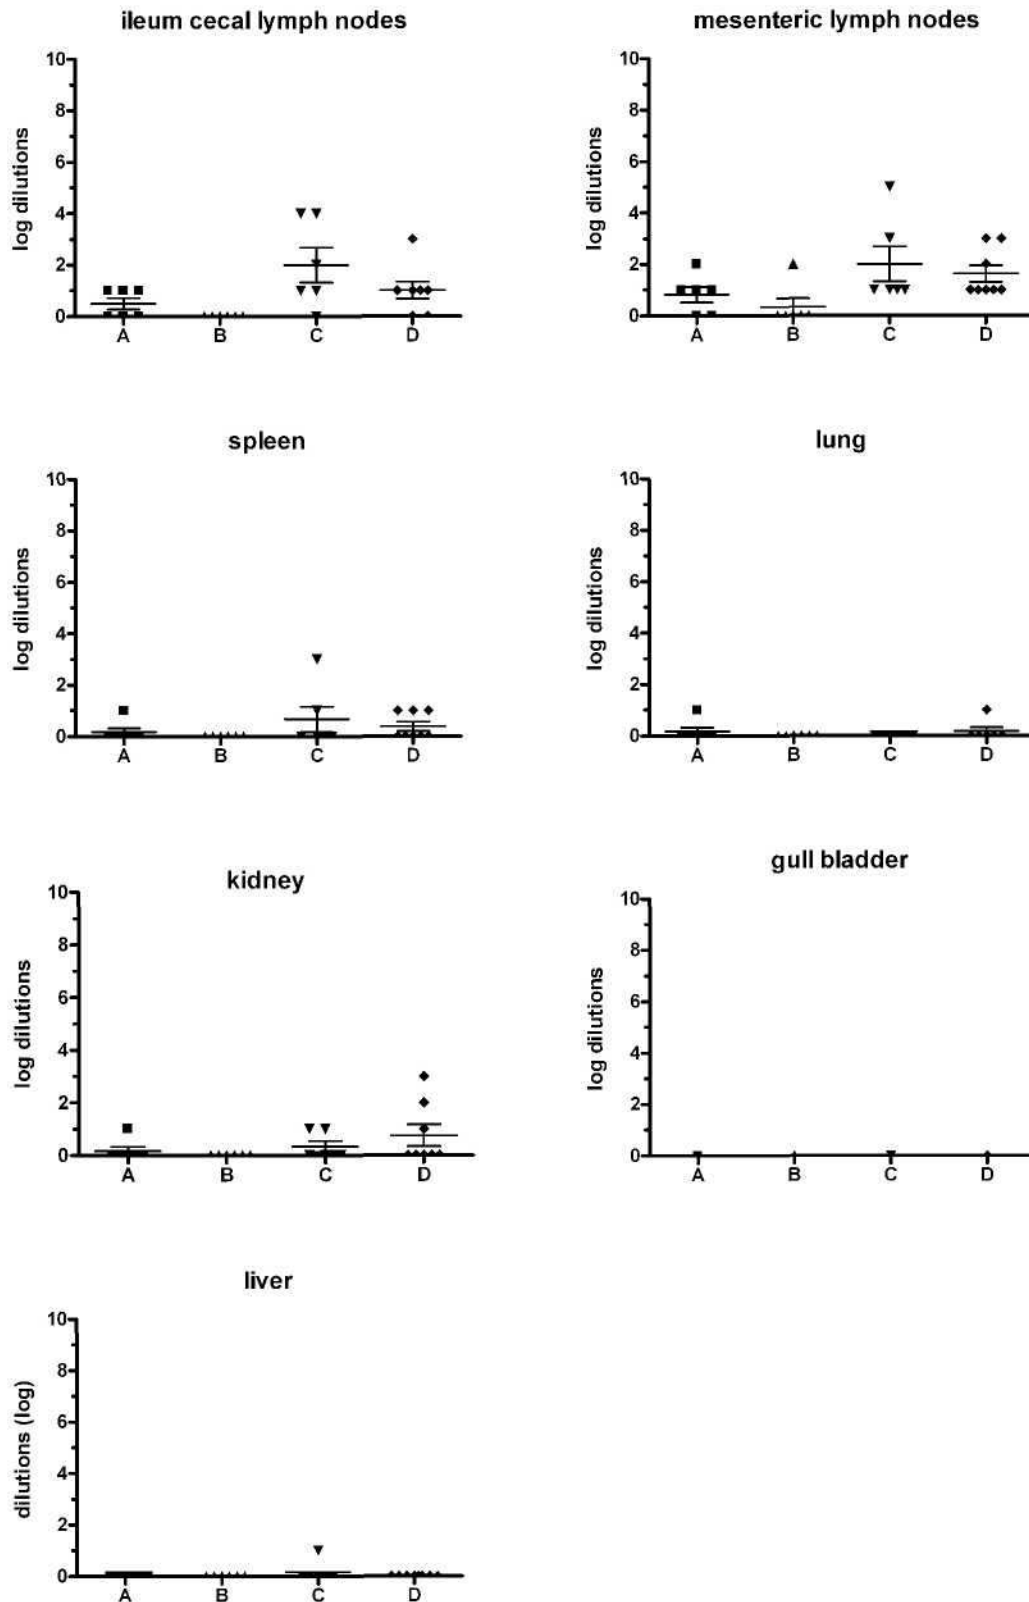 ileum cecal lymph nodes
10
8
6
4
2
0
log dilutions
A B C D
mesenteric lymph nodes
10
8
6
4
2
0
log dilutions
A B C D
spleen
10
8
6
4
2
0
log dilutions
A B C D
lung
10
8
6
4
2
0
log dilutions
A B C D
kidney
10
8
6
4
2
0
log dilutions
A B C D
gull bladder
10
8
6
4
2
0
log dilutions
A B C D
liver
10
8
6
4
2
0
dilutions (log)
A B C D